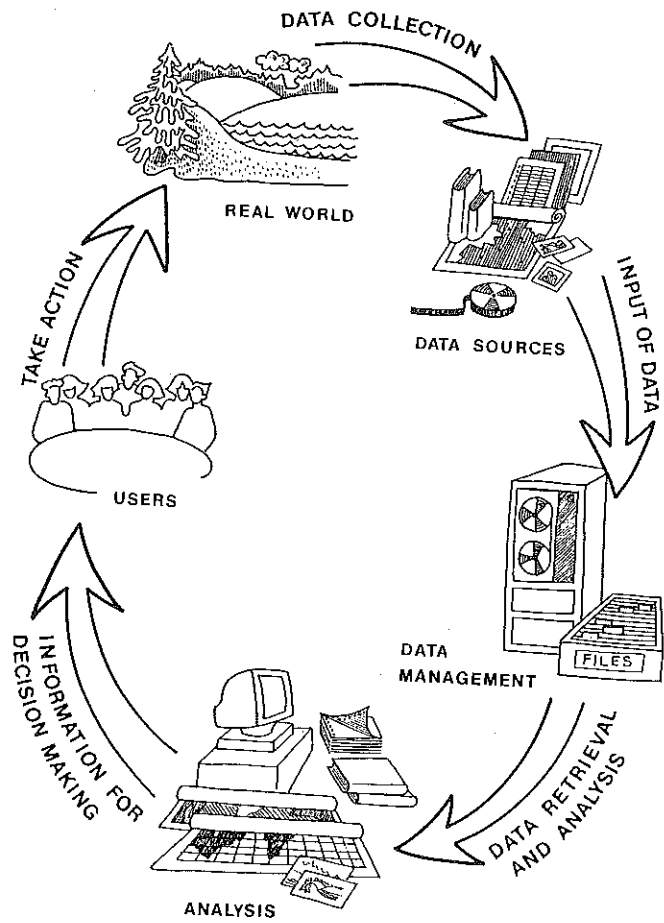 DATA COLLECTION
REAL WORLD
DATA SOURCES
INPUT OF DATA
FILES
DATA
MANAGEMENT
DATA RETRIEVAL
AND ANALYSIS
ANALYSIS
INFORMATION FOR
DECISION MAKING
USERS
TAKE ACTION